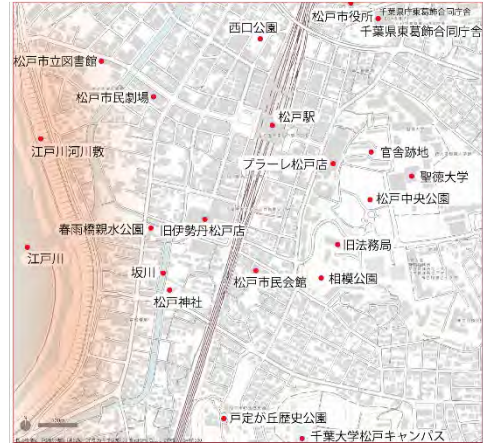 松戸市役所
千葉県庁東葛飾合同庁舎
千葉県東葛飾合同庁舎
西口公園
松戸市立図書館
松戸市民劇場
松戸駅
江戸川河川敷
プラーレ松戸店
官舎跡地
聖徳大学
松戸中央公園
春雨橋親水公園
旧伊勢丹松戸店
旧法務局
江戸川
坂川
松戸市民会館
相模公園
松戸神社
戸定が丘歴史公園
千葉大学松戸キャンパス